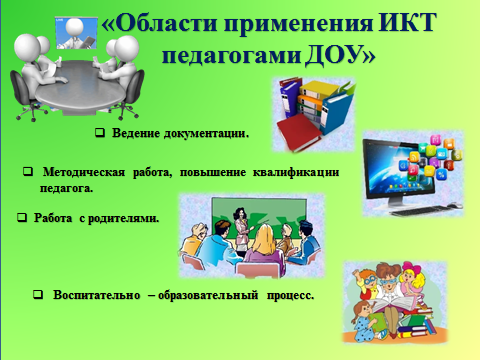 «Области применения ИКТ
педагогами ДОУ»
❑ Ведение документации.
❑ Методическая работа, повышение квалификации
педагога.
❑ Работа с родителями.
❑ Воспитательно – образовательный процесс.